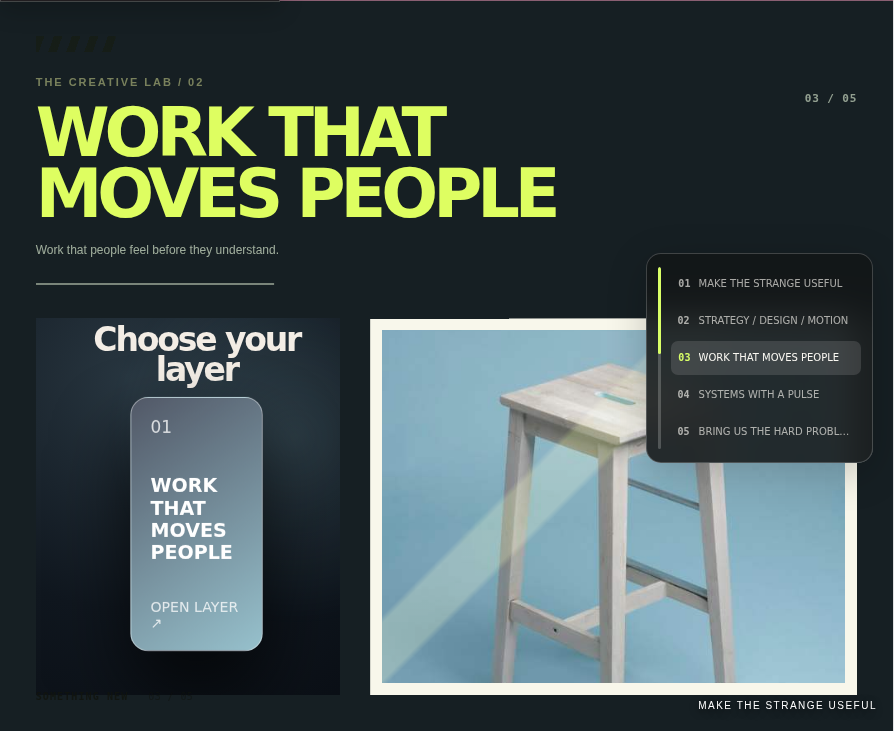 THE CREATIVE LAB / 02
03 / 05
WORK THAT
MOVES PEOPLE
Work that people feel before they understand.
01 MAKE THE STRANGE USEFUL
02 STRATEGY / DESIGN / MOTION
03 WORK THAT MOVES PEOPLE
04 SYSTEMS WITH A PULSE
05 BRING US THE HARD PROBL...
Choose your
layer
01
WORK
THAT
MOVES
PEOPLE
OPEN LAYER
↗
MAKE THE STRANGE USEFUL